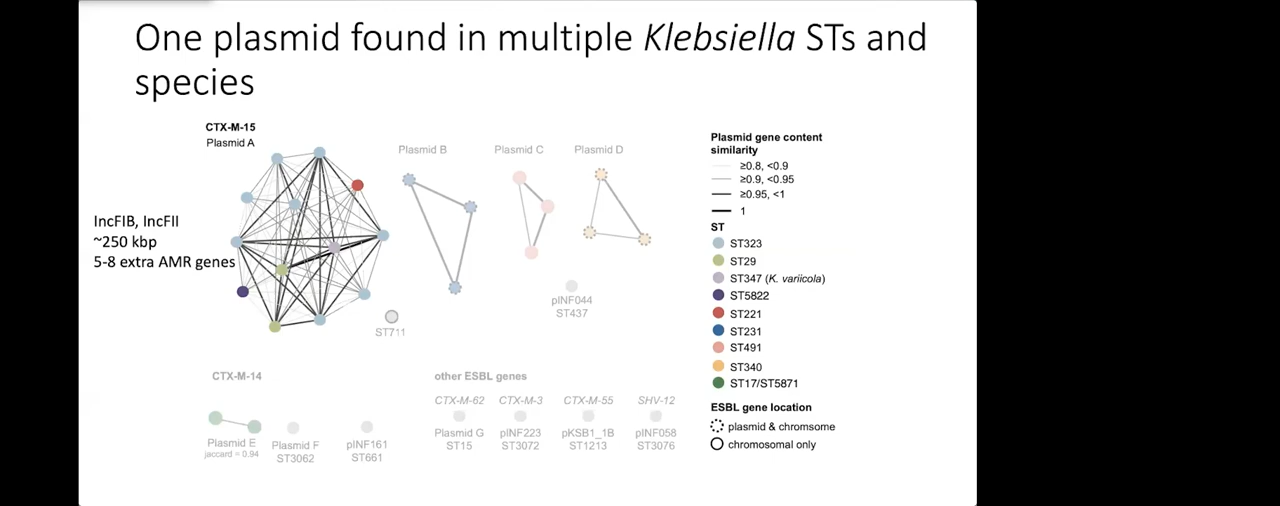 One plasmid found in multiple Klebsiella STs and
species
CTX-M-15
Plasmid A
IncFIB, IncFII
~250 kbp
5-8 extra AMR genes
Plasmid B
Plasmid C
Plasmid D
pINF044
ST437
ST711
CTX-M-14
Plasmid E
jaccard = 0.94
Plasmid F
ST3062
pINF161
ST661
other ESBL genes
CTX-M-62
Plasmid G
ST15
CTX-M-3
pINF223
ST3072
CTX-M-55
pKSB1_1B
ST1213
SHV-12
pINF058
ST3076
Plasmid gene content
similarity
≥0.8, <0.9
≥0.9, <0.95
≥0.95, <1
1
ST
ST323
ST29
ST347 (K. variicola)
ST5822
ST221
ST231
ST491
ST340
ST17/ST5871
ESBL gene location
plasmid & chromsome
chromosomal only